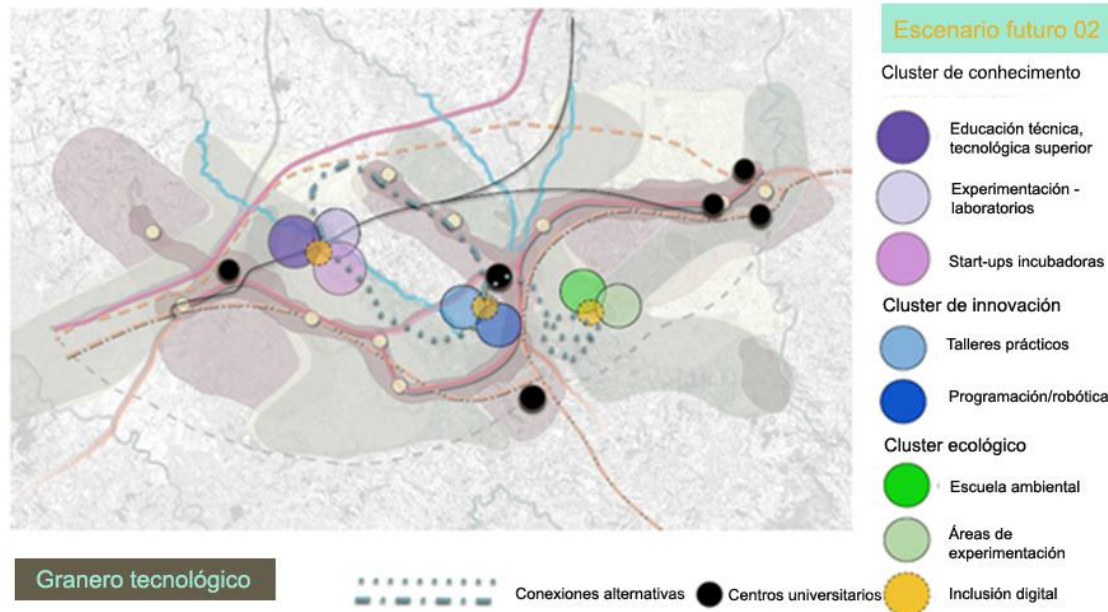 Escenario futuro 02
Cluster de conhecimento
Educación técnica,
tecnológica superior
Experimentación -
laboratorios
Start-ups incubadoras
Cluster de innovación
Talleres prácticos
Programación/robótica
Cluster ecológico
Escuela ambiental
Áreas de
experimentación
Inclusión digital
Granero tecnológico
Conexiones alternativas
Centros universitarios